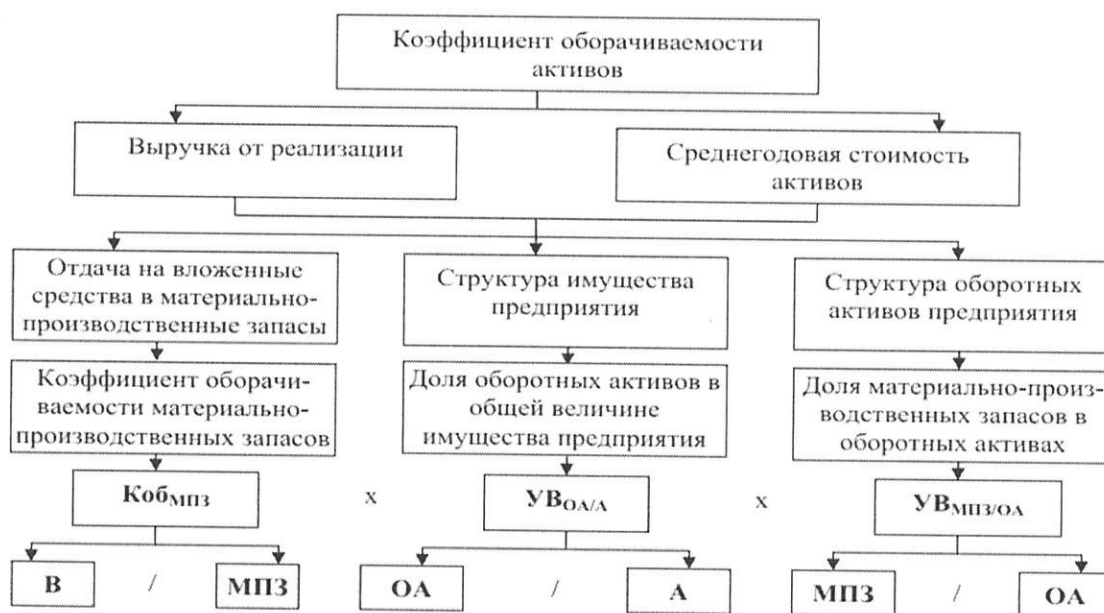 Коэффициент оборачиваемости
активов
Выручка от реализации
Среднегодовая стоимость
активов
Отдача на вложенные
средства в материально-
производственные запасы
Структура имущества
предприятия
Структура оборотных
активов предприятия
Коэффициент оборачи-
ваемости материально-
производственных запасов
Доля оборотных активов в
общей величине
имущества предприятия
Доля материально-произ-
водственных запасов в
оборотных активах
КобМПЗ x УВОА/А x УВМПЗ/ОА
В / МПЗ ОА / А МПЗ / ОА